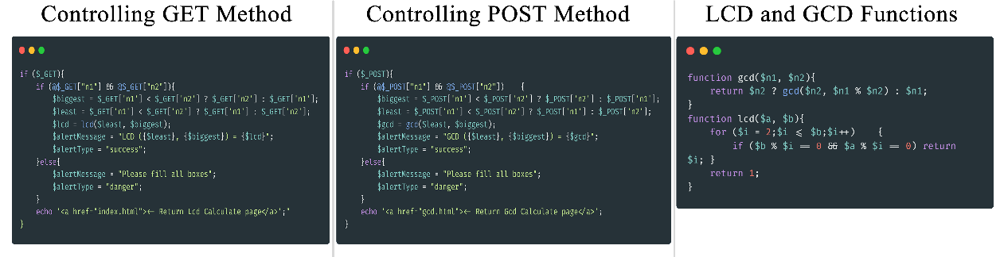 Controlling GET Method
if ($_GET){
if (@$_GET["n1"] && @$_GET["n2"]){
$biggest = $_GET['n1'] < $_GET['n2'] ? $_GET['n2'] : $_GET['n1'];
$least = $_GET['n1'] < $_GET['n2'] ? $_GET['n1'] : $_GET['n2'];
$lcd = lcd($least, $biggest);
$alertMessage = "LCD ({$least}, {$biggest}) = {$lcd}";
$alertType = "success";
}else{
$alertMessage = "Please fill all boxes";
$alertType = "danger";
}
echo '<a href="index.html"><- Return Lcd Calculate page</a>';"
}
Controlling POST Method
if ($_POST){
if (@$_POST["n1"] && @$_POST["n2"]) {
$biggest = $_POST['n1'] < $_POST['n2'] ? $_POST['n2'] : $_POST['n1'];
$least = $_POST['n1'] < $_POST['n2'] ? $_POST['n1'] : $_POST['n2'];
$gcd = gcd($least, $biggest);
$alertMessage = "GCD ({$least}, {$biggest}) = {$gcd}";
$alertType = "success";
}else{
$alertMessage = "Please fill all boxes";
$alertType = "danger";
}
echo '<a href="gcd.html"><- Return Gcd Calculate page</a>';
}
LCD and GCD Functions
function gcd($n1, $n2){
return $n2 ? gcd($n2, $n1 % $n2) : $n1;
}
function lcd($a, $b){
for ($i = 2;$i <= $b;$i++) {
if ($b % $i == 0 && $a % $i == 0) return
$i; }
return 1;
}